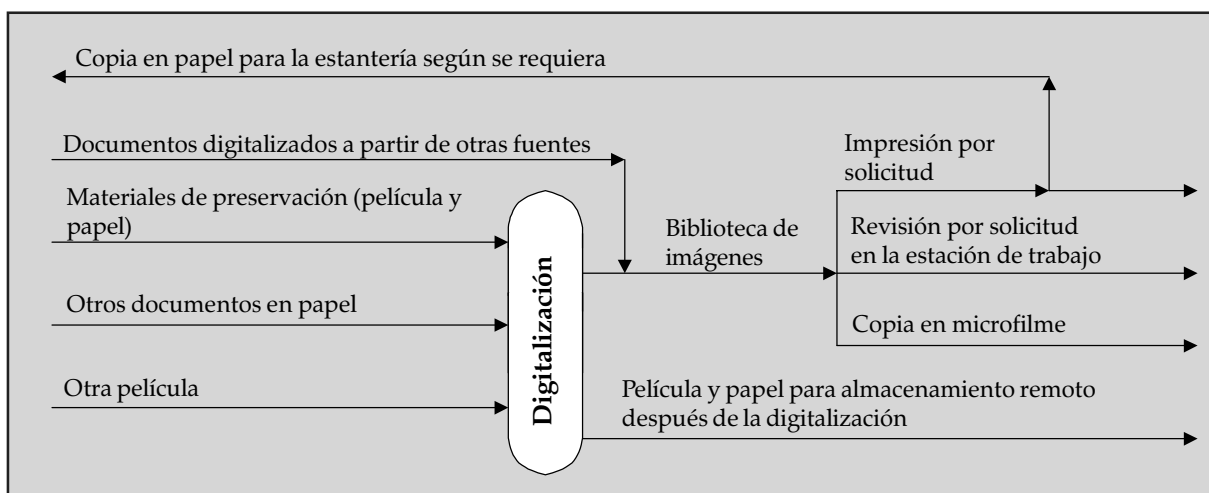 Copia en papel para la estantería según se requiera
Documentos digitalizados a partir de otras fuentes
Impresión por
solicitud
Materiales de preservación (película y
papel)
Biblioteca de
imágenes
Revisión por solicitud
en la estación de trabajo
Otros documentos en papel
Digitalización
Copia en microfilme
Otra película
Película y papel para almacenamiento remoto
después de la digitalización